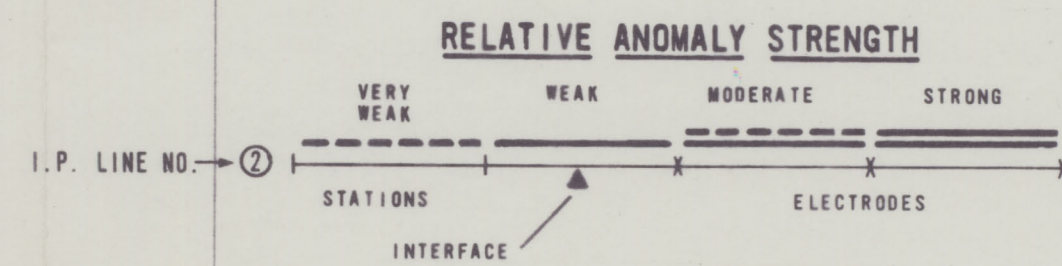 RELATIVE ANOMALY STRENGTH
VERY WEAK
WEAK
MODERATE
STRONG
I.P. LINE NO. 2
STATIONS
ELECTRODES
INTERFACE